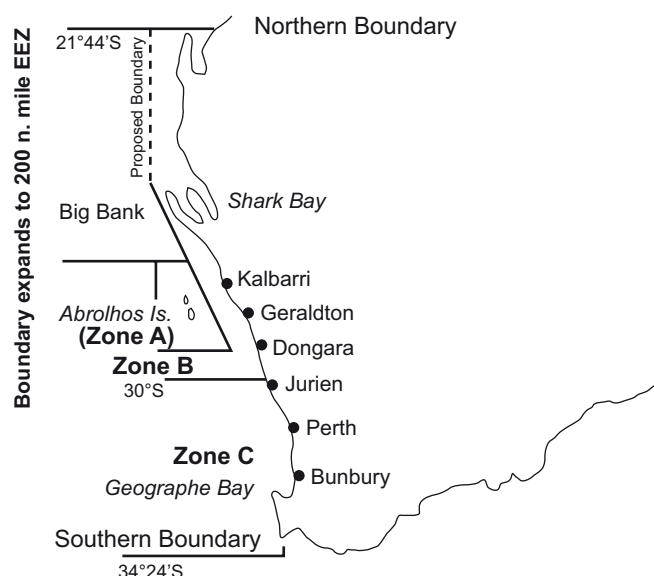 Northern Boundary
21°44'S
Boundary expands to 200 n. mile EEZ
Proposed Boundary
Big Bank
Shark Bay
Kalbarri
Abrolhos Is.
(Zone A)
Geraldton
Zone B
Dongara
30°S
Jurien
Perth
Zone C
Geographe Bay
Bunbury
Southern Boundary
34°24'S